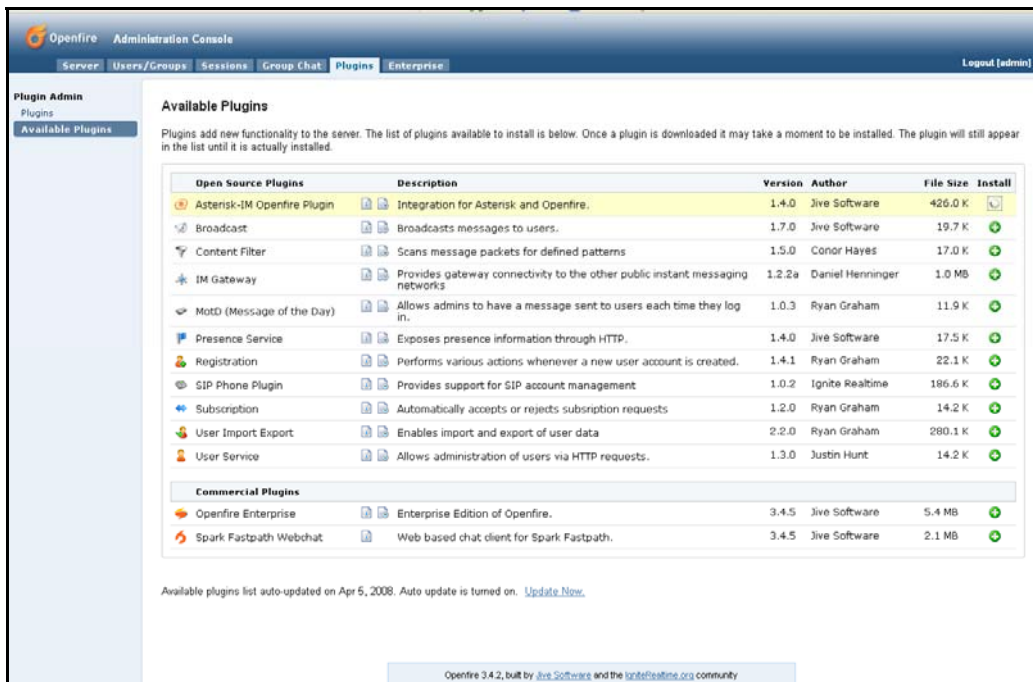 Openfire Administration Console
Server Users/Groups Sessions Group Chat Plugins Enterprise Logout [admin]
Plugin Admin
Plugins
Available Plugins
Available Plugins
Plugins add new functionality to the server. The list of plugins available to install is below. Once a plugin is downloaded it may take a moment to be installed. The plugin will still appear
in the list until it is actually installed.
Open Source Plugins Description Version Author File Size Install
Asterisk-IM Openfire Plugin Integration for Asterisk and Openfire. 1.4.0 Jive Software 426.0 K
Broadcast Broadcasts messages to users. 1.7.0 Jive Software 19.7 K
Content Filter Scans message packets for defined patterns 1.5.0 Conor Hayes 17.0 K
IM Gateway Provides gateway connectivity to the other public instant messaging
networks 1.2.2a Daniel Henninger 1.0 MB
MotD (Message of the Day) Allows admins to have a message sent to users each time they log
in. 1.0.3 Ryan Graham 11.9 K
Presence Service Exposes presence information through HTTP. 1.4.0 Jive Software 17.5 K
Registration Performs various actions whenever a new user account is created. 1.4.1 Ryan Graham 22.1 K
SIP Phone Plugin Provides support for SIP account management 1.0.2 Ignite Realtime 186.6 K
Subscription Automatically accepts or rejects subsription requests 1.2.0 Ryan Graham 14.2 K
User Import Export Enables import and export of user data 2.2.0 Ryan Graham 280.1 K
User Service Allows administration of users via HTTP requests. 1.3.0 Justin Hunt 14.2 K
Commercial Plugins
Openfire Enterprise Enterprise Edition of Openfire. 3.4.5 Jive Software 5.4 MB
Spark Fastpath Webchat Web based chat client for Spark Fastpath. 3.4.5 Jive Software 2.1 MB
Available plugins list auto-updated on Apr 5, 2008. Auto update is turned on. Update Now.
Openfire 3.4.2, built by Jive Software and the IgniteRealtime.org community